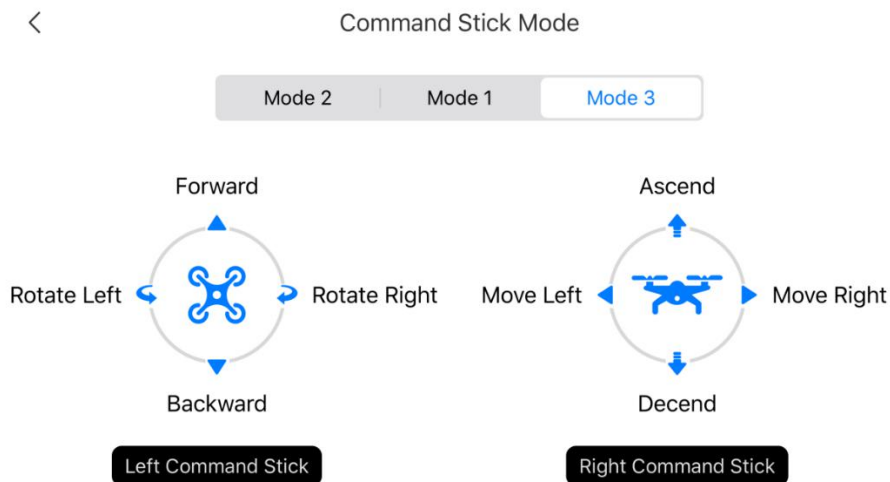 Command Stick Mode
Mode 2 Mode 1 Mode 3
Forward
Rotate Left Rotate Right
Backward
Left Command Stick
Ascend
Move Left Move Right
Decend
Right Command Stick